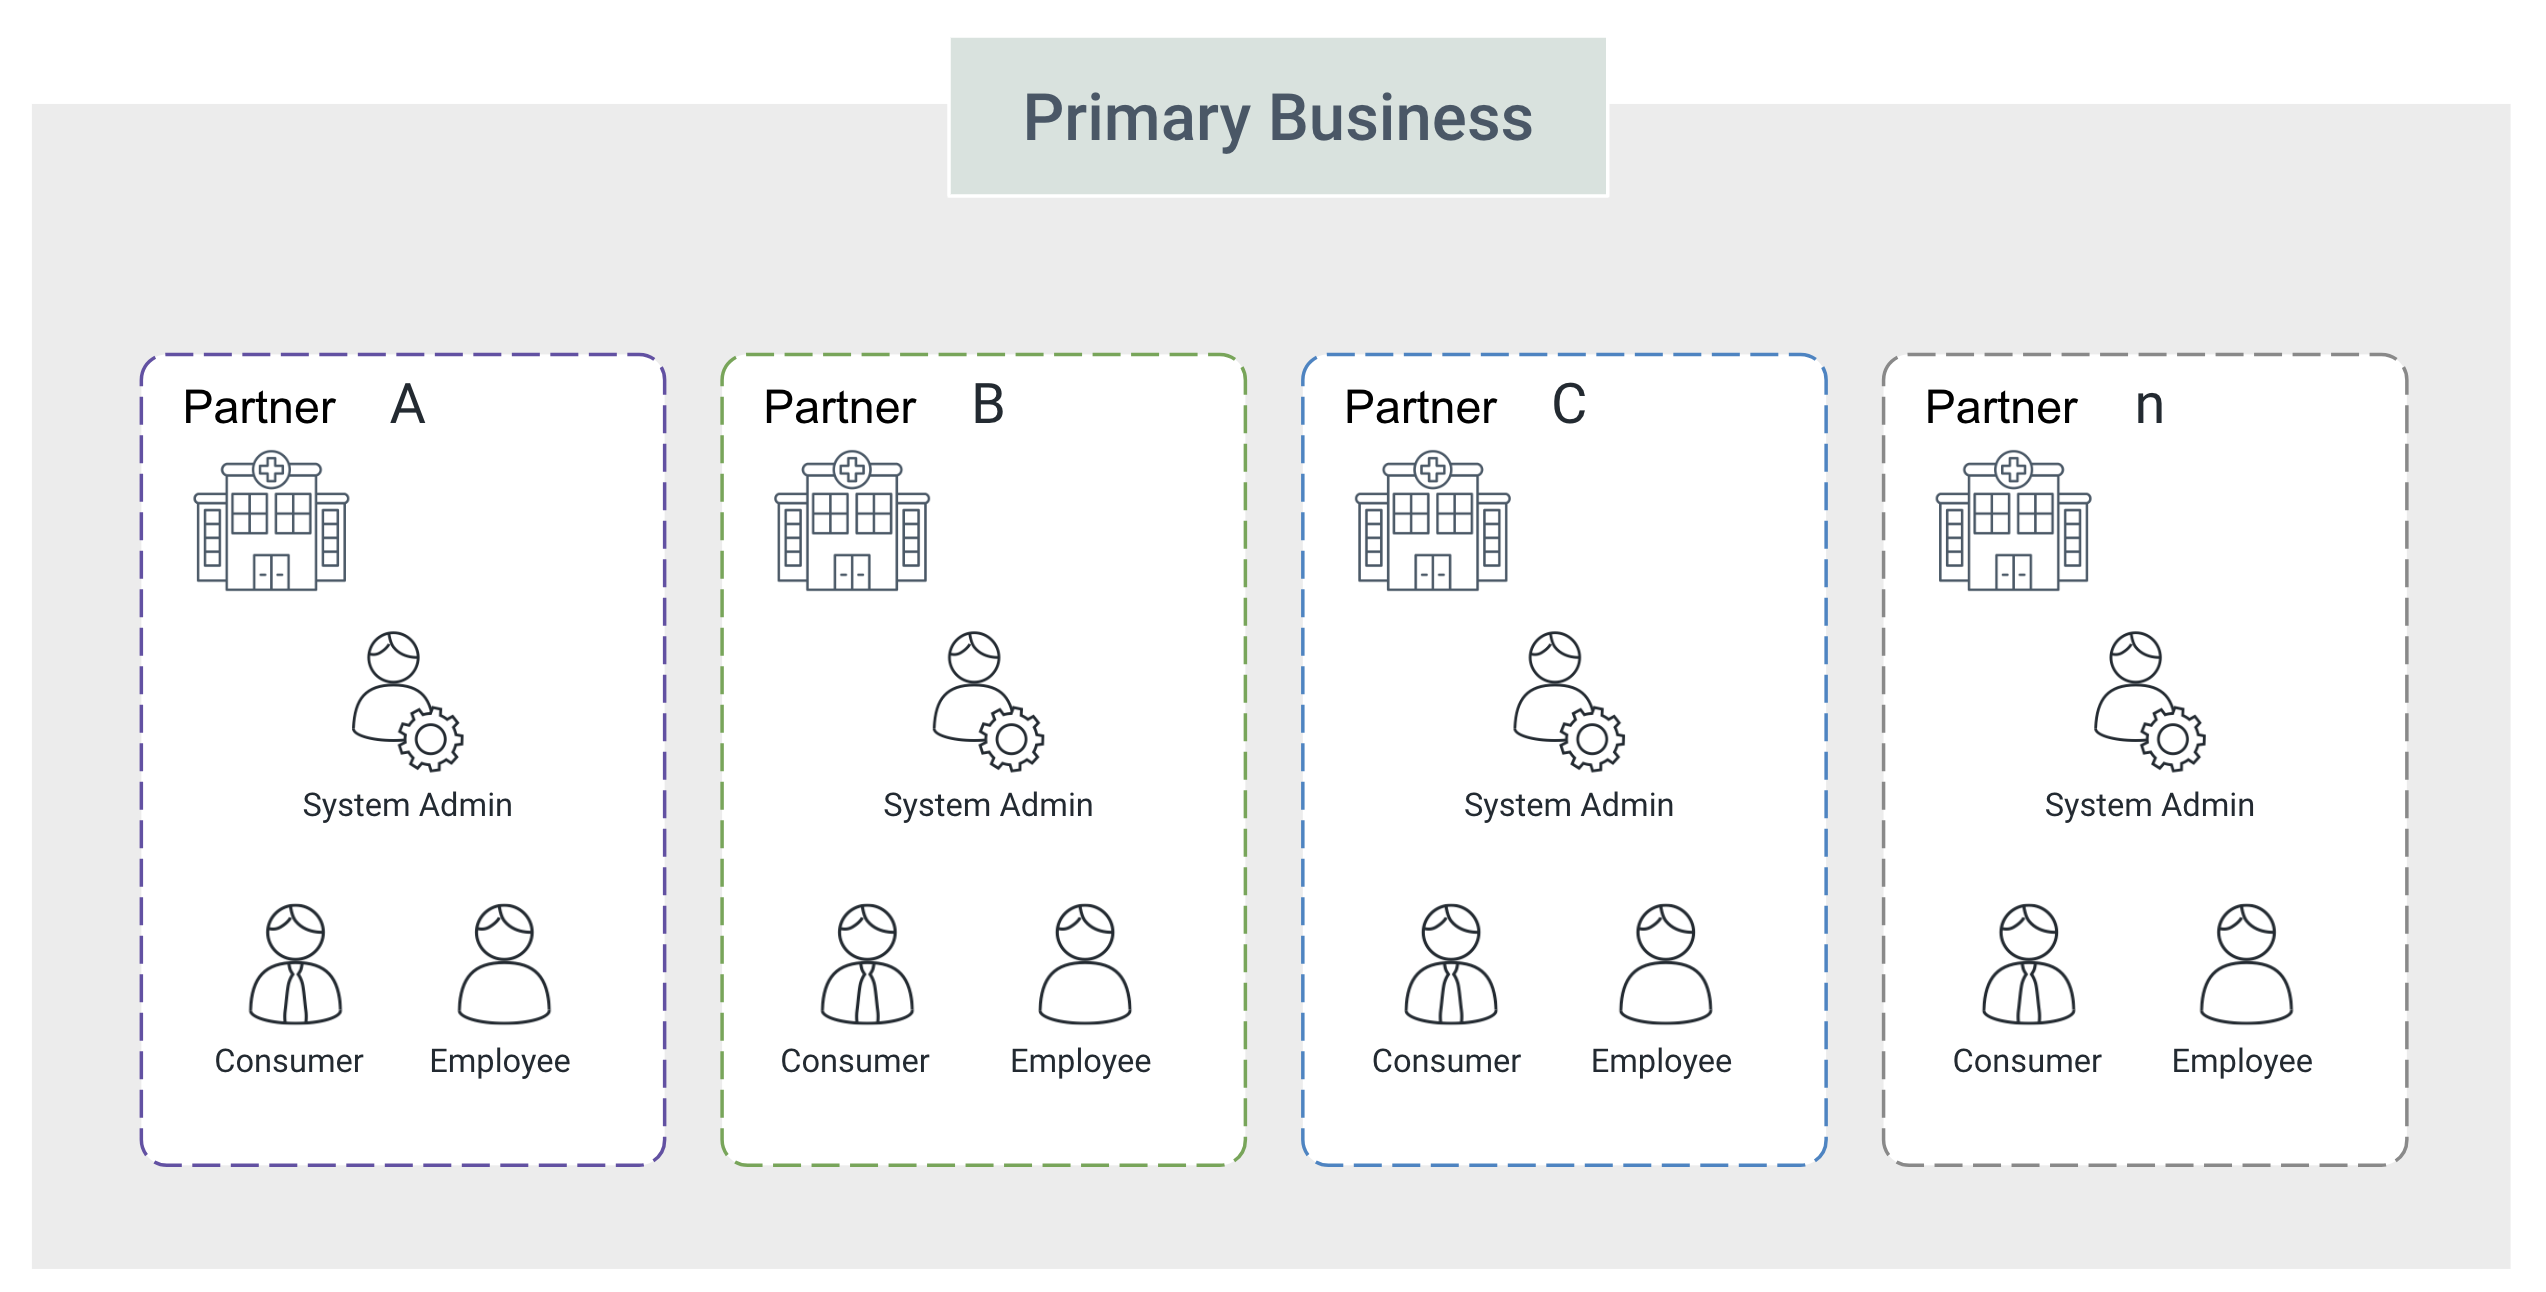 Primary Business
Partner A
System Admin
Consumer Employee
Partner B
System Admin
Consumer Employee
Partner C
System Admin
Consumer Employee
Partner n
System Admin
Consumer Employee